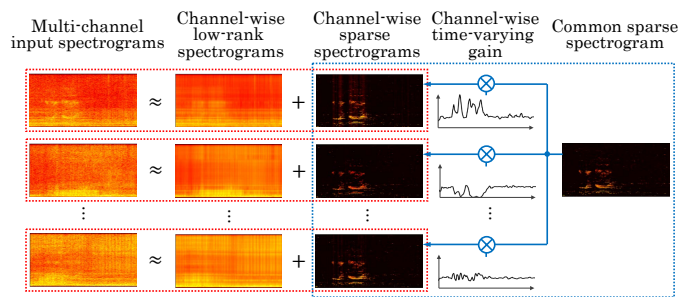 Multi-channel
input spectrograms
Channel-wise
low-rank
spectrograms
Channel-wise
sparse
spectrograms
Channel-wise
time-varying
gain
Common sparse
spectrogram
≈ +
≈ +
⋮ ⋮ ⋮ ⋮
≈ +